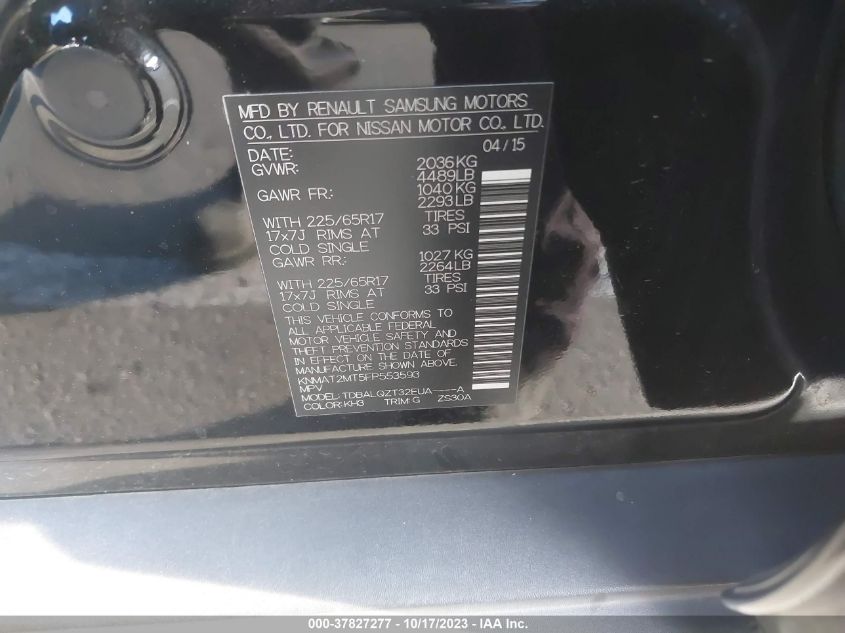 MFD BY RENAULT SAMSUNG MOTORS
CO., LTD. FOR NISSAN MOTOR CO., LTD.
DATE: 04/15
GVWR: 2036KG
4489LB
GAWR FR.: 1040KG
2293LB
WITH 225/65R17 TIRES
17x7J RIMS AT 33 PSI
COLD SINGLE
GAWR RR.: 1027 KG
2264LB
WITH 225/65R17 TIRES
17x7J RIMS AT 33 PSI
COLD SINGLE
THIS VEHICLE CONFORMS TO
ALL APPLICABLE FEDERAL
MOTOR VEHICLE SAFETY AND
THEFT PREVENTION STANDARDS
IN EFFECT ON THE DATE OF
MANUFACTURE SHOWN ABOVE.
KNMAT2MT5FP553593
MPV
MODEL:TDBALQZT32EUA----A
COLOR:KH3 TRIM:G ZS30A
000-37827277 - 10/17/2023 - IAA Inc.